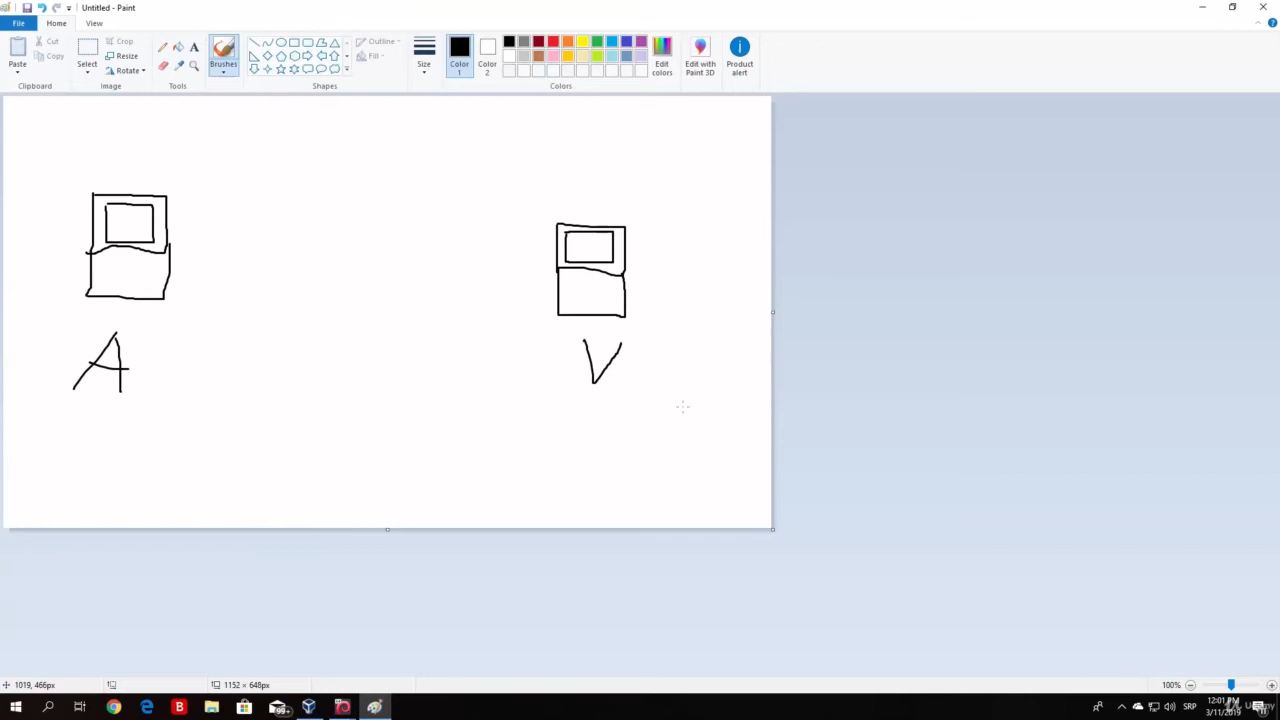 Untitled - Paint
File
Home
View
Paste
Cut
Copy
Clipboard
Select
Crop
Resize
Rotate
Image
A
Tools
Brushes
Outline
Fill
Shapes
Size
Color 1
Color 2
Edit colors
Colors
Edit with Paint 3D
Product alert
A
V
1019, 466px
1152 × 648px
100%
99+
SRP
12:01 PM
3/11/2019
Udemy